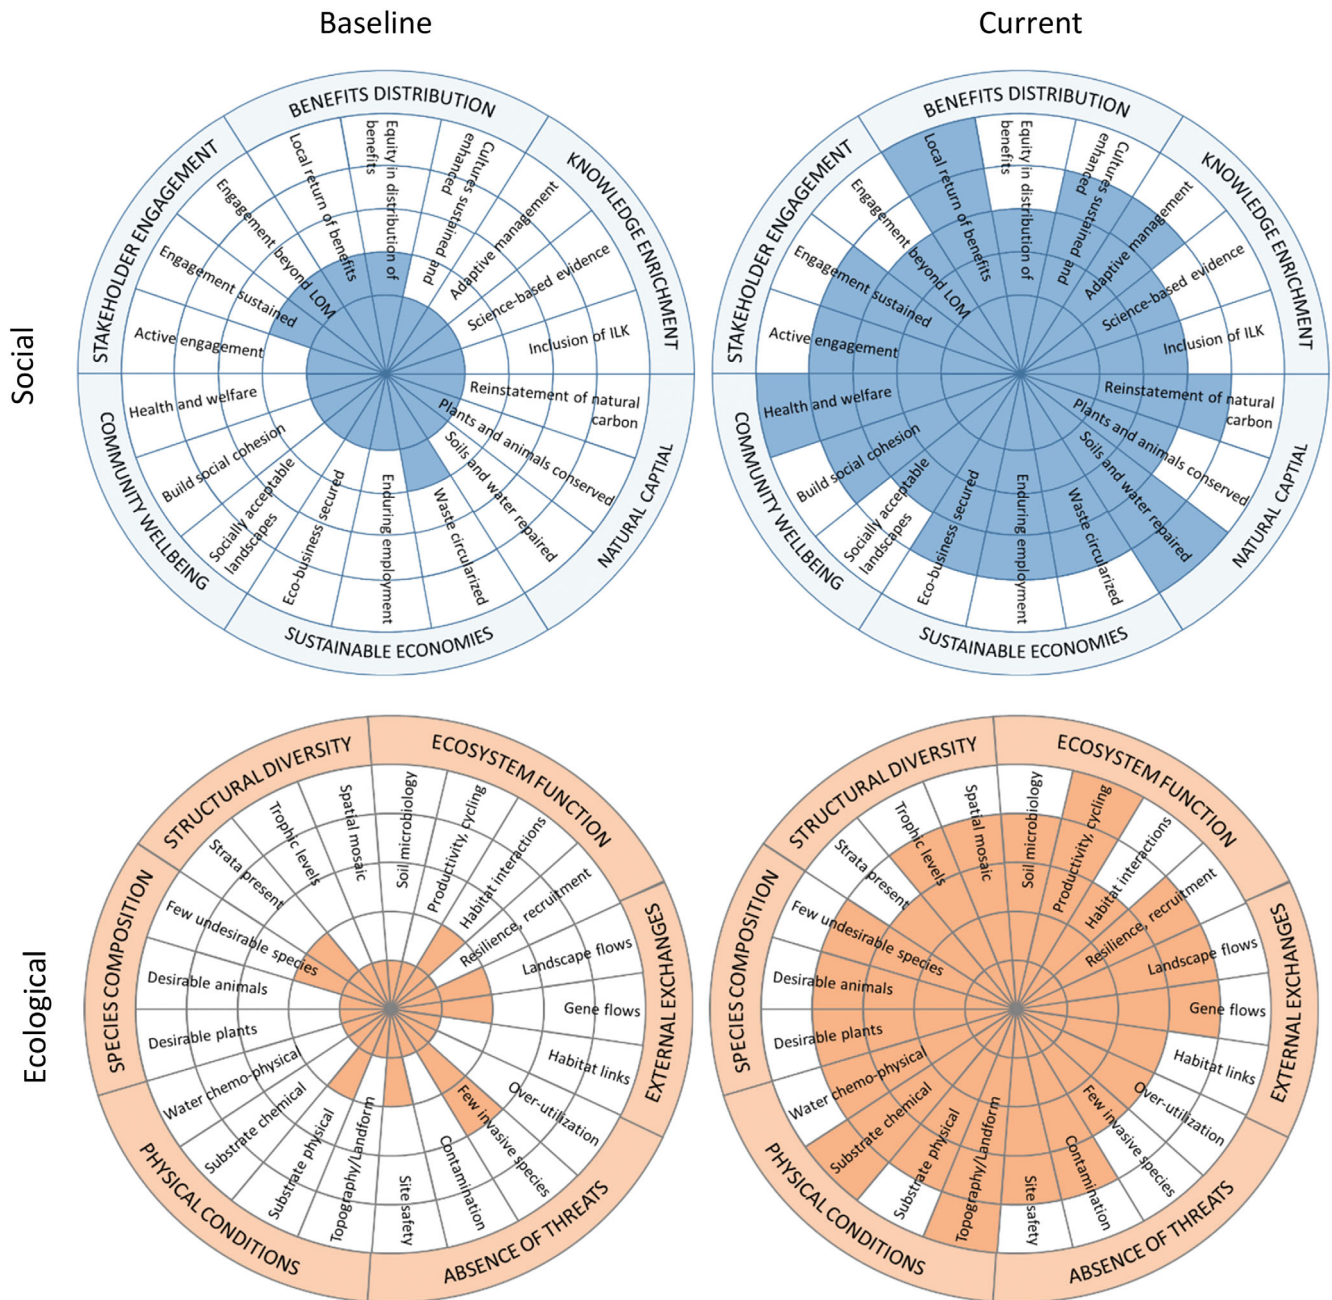 Baseline
Current
Social
BENEFITS DISTRIBUTION
KNOWLEDGE ENRICHMENT
NATURAL CAPTIAL
SUSTAINABLE ECONOMIES
COMMUNITY WELLBEING
STAKEHOLDER ENGAGEMENT
Local return of benefits
Equity in distribution of
benefits
Cultures sustained and
enhanced
Adaptive management
Science-based evidence
Inclusion of ILK
Reinstatement of natural
carbon
Plants and animals conserved
Soils and water repaired
Waste circularized
Enduring employment
Eco-business secured
Socially acceptable
landscapes
Build social cohesion
Health and welfare
Active engagement
Engagement sustained
Engagement beyond LOM
BENEFITS DISTRIBUTION
KNOWLEDGE ENRICHMENT
NATURAL CAPTIAL
SUSTAINABLE ECONOMIES
COMMUNITY WELLBEING
STAKEHOLDER ENGAGEMENT
Local return of benefits
Equity in distribution of
benefits
Cultures sustained and
enhanced
Adaptive management
Science-based evidence
Inclusion of ILK
Reinstatement of natural
carbon
Plants and animals conserved
Soils and water repaired
Waste circularized
Enduring employment
Eco-business secured
Socially acceptable
landscapes
Build social cohesion
Health and welfare
Active engagement
Engagement sustained
Engagement beyond LOM
Ecological
STRUCTURAL DIVERSITY
ECOSYSTEM FUNCTION
EXTERNAL EXCHANGES
ABSENCE OF THREATS
PHYSICAL CONDITIONS
SPECIES COMPOSITION
Strata present
Trophic levels
Spatial mosaic
Soil microbiology
Productivity, cycling
Habitat interactions
Resilience, recruitment
Landscape flows
Gene flows
Habitat links
Over-utilization
Few invasive species
Contamination
Site safety
Topography/Landform
Substrate physical
Substrate chemical
Water chemo-physical
Desirable plants
Desirable animals
Few undesirable species
STRUCTURAL DIVERSITY
ECOSYSTEM FUNCTION
EXTERNAL EXCHANGES
ABSENCE OF THREATS
PHYSICAL CONDITIONS
SPECIES COMPOSITION
Strata present
Trophic levels
Spatial mosaic
Soil microbiology
Productivity, cycling
Habitat interactions
Resilience, recruitment
Landscape flows
Gene flows
Habitat links
Over-utilization
Few invasive species
Contamination
Site safety
Topography/Landform
Substrate physical
Substrate chemical
Water chemo-physical
Desirable plants
Desirable animals
Few undesirable species